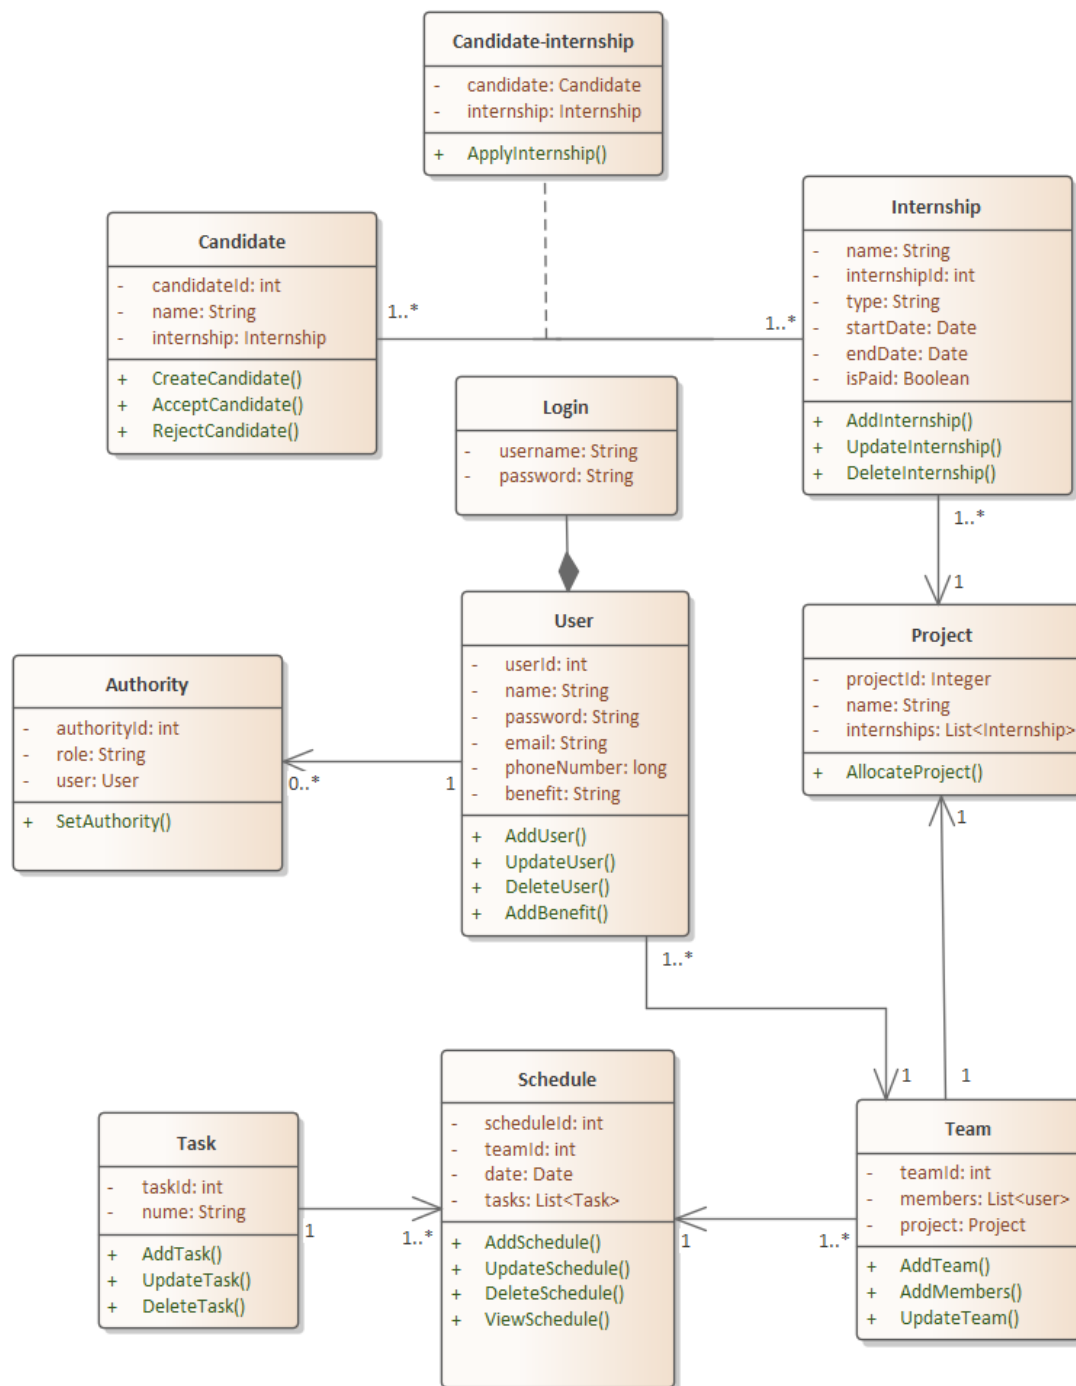 Candidate-internship
- candidate: Candidate
- internship: Internship
+ ApplyInternship()
Internship
- name: String
- internshipId: int
- type: String
- startDate: Date
- endDate: Date
- isPaid: Boolean
+ AddInternship()
+ UpdateInternship()
+ DeleteInternship()
Candidate
- candidateId: int
- name: String
- internship: Internship
+ CreateCandidate()
+ AcceptCandidate()
+ RejectCandidate()
1..*
1..*
Login
- username: String
- password: String
1..*
1
User
- userId: int
- name: String
- password: String
- email: String
- phoneNumber: long
- benefit: String
+ AddUser()
+ UpdateUser()
+ DeleteUser()
+ AddBenefit()
Project
- projectId: Integer
- name: String
- internships: List<Internship>
+ AllocateProject()
Authority
- authorityId: int
- role: String
- user: User
+ SetAuthority()
0..*
1
1
1..*
1
1
Schedule
- scheduleId: int
- teamId: int
- date: Date
- tasks: List<Task>
+ AddSchedule()
+ UpdateSchedule()
+ DeleteSchedule()
+ ViewSchedule()
Task
- taskId: int
- nume: String
+ AddTask()
+ UpdateTask()
+ DeleteTask()
Team
- teamId: int
- members: List<user>
- project: Project
+ AddTeam()
+ AddMembers()
+ UpdateTeam()
1
1..*
1
1..*